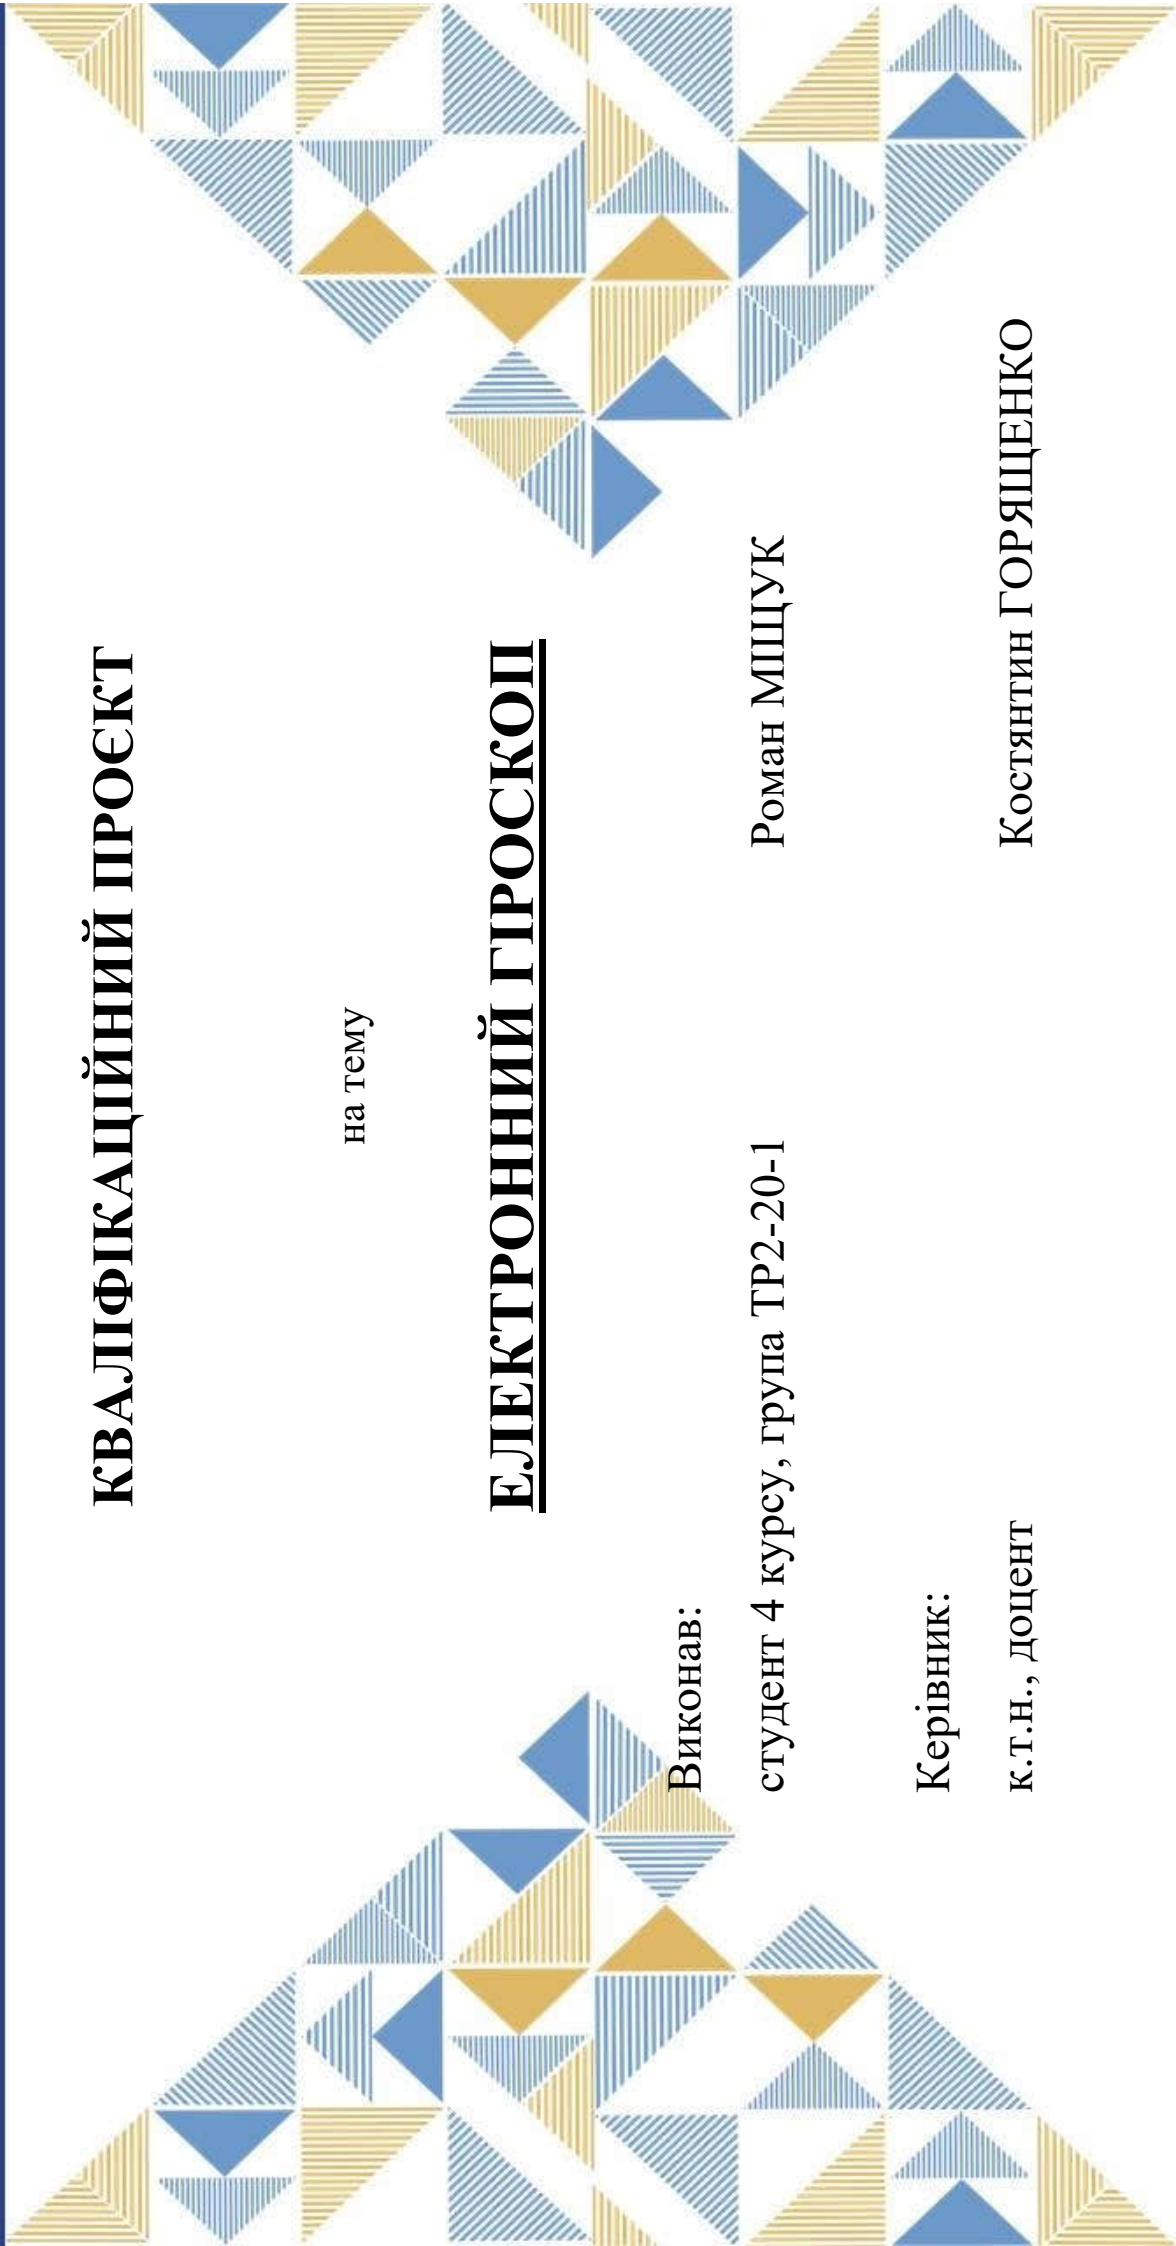 КВАЛІФІКАЦІЙНИЙ ПРОЄКТ
на тему
ЕЛЕКТРОННИЙ ГІРОСКОП
Виконав:
студент 4 курсу, група ТР2-20-1 Роман МІЩУК
Керівник:
к.т.н., доцент Костянтин ГОРЯЩЕНКО